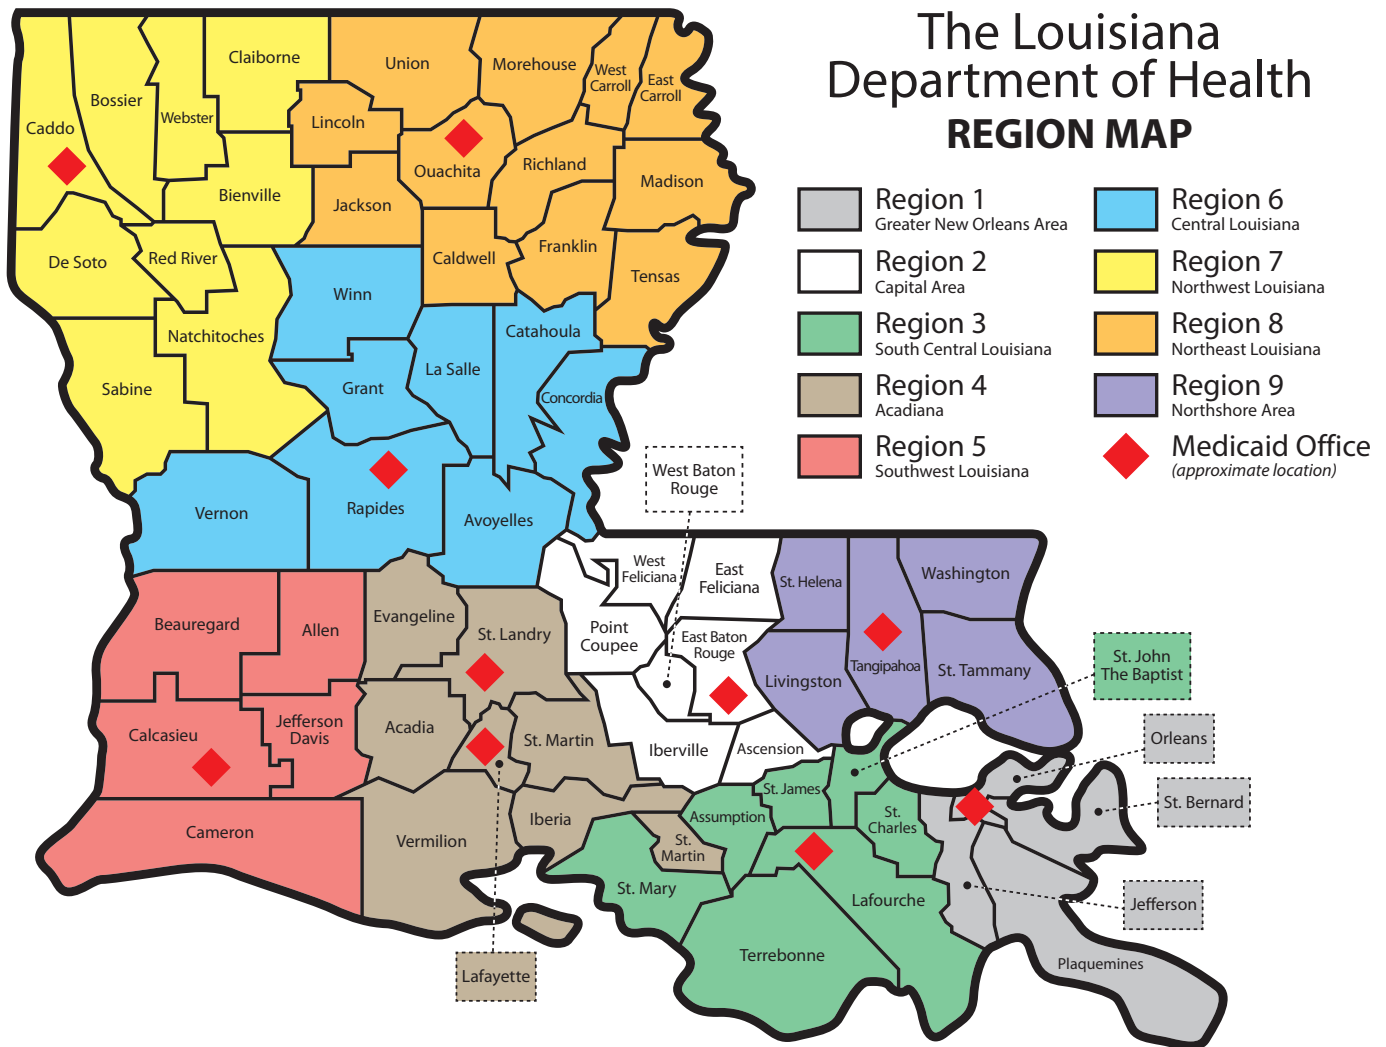 The Louisiana
Department of Health
REGION MAP
Region 1
Greater New Orleans Area
Region 2
Capital Area
Region 3
South Central Louisiana
Region 4
Acadiana
Region 5
Southwest Louisiana
Region 6
Central Louisiana
Region 7
Northwest Louisiana
Region 8
Northeast Louisiana
Region 9
Northshore Area
Medicaid Office
(approximate location)
Caddo
Bossier
Webster
Claiborne
Union
Morehouse
West
Carroll
East
Carroll
Lincoln
Ouachita
Richland
Madison
Bienville
Jackson
De Soto
Red River
Caldwell
Franklin
Tensas
Winn
Natchitoches
Catahoula
La Salle
Sabine
Grant
Concordia
Vernon
Rapides
Avoyelles
West Baton
Rouge
West
Feliciana
East
Feliciana
St. Helena
Washington
Beauregard
Allen
Evangeline
St. Landry
Point
Coupee
East Baton
Rouge
Tangipahoa
St. Tammany
Livingston
St. John
The Baptist
Calcasieu
Jefferson
Davis
Acadia
St. Martin
Iberville
Ascension
Orleans
St. Bernard
St. James
Assumption
St.
Charles
Cameron
Vermilion
Iberia
St.
Martin
St. Mary
Lafourche
Jefferson
Terrebonne
Plaquemines
Lafayette